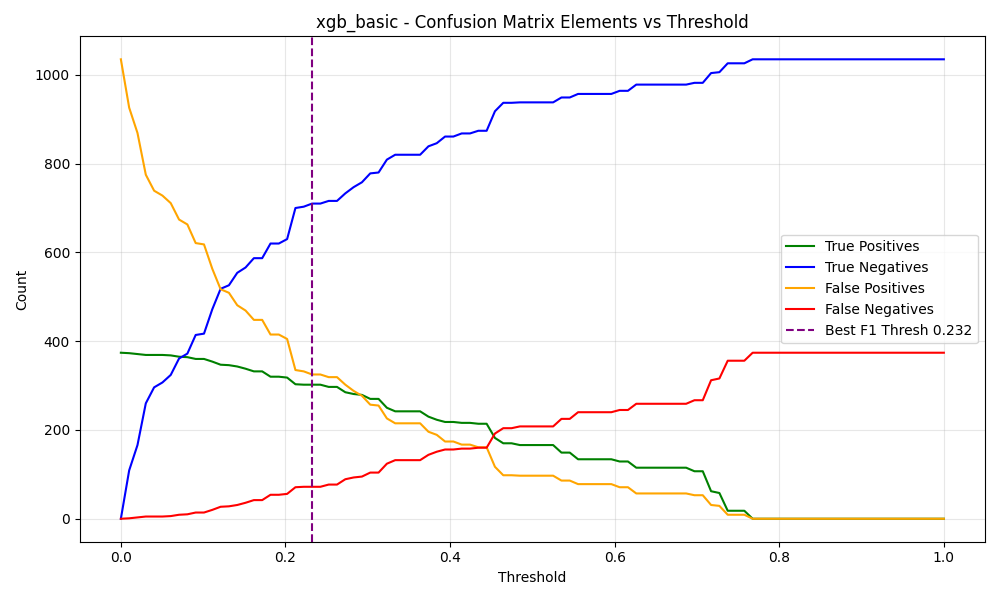 xgb_basic - Confusion Matrix Elements vs Threshold
Count
1000
800
600
400
200
0
True Positives
True Negatives
False Positives
False Negatives
Best F1 Thresh 0.232
0.0 0.2 0.4 0.6 0.8 1.0
Threshold